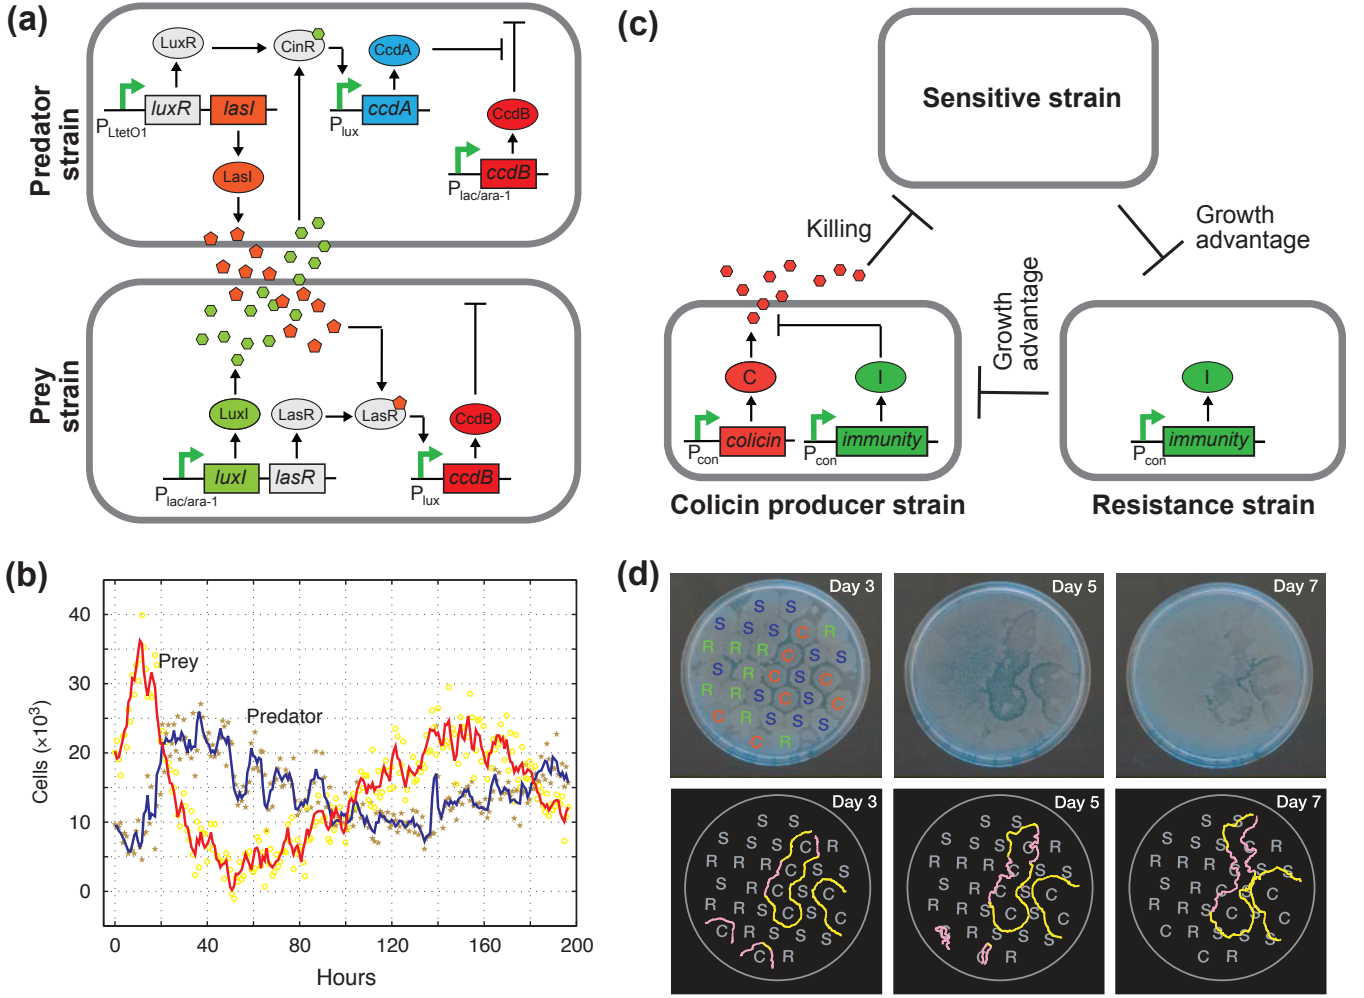 (a)
Predator
strain
LuxR
CinR
CcdA
luxR
lasI
ccdA
PLtetO1
Plux
CcdB
ccdB
Plac/ara-1
LasI
Prey
strain
LuxI
LasR
LasR
CcdB
luxI
lasR
ccdB
Plac/ara-1
Plux
(b)
Cells (×10³)
40
30
20
10
0
Prey
Predator
0
40
80
120
160
200
Hours
(c)
Sensitive strain
Killing
Growth
advantage
Growth
advantage
C
I
I
colicin
immunity
immunity
Pcon
Pcon
Pcon
Colicin producer strain
Resistance strain
(d)
Day 3
S S
S S S C R
R R R C S S
R C S C
R R S C C
C R S S S
C R
Day 5
Day 7
Day 3
S S
S S S C R
R R R C S S
R R C S C
R R S C C
C R S S S
C R
Day 5
S S
S S S C R
R R R C S S
R R C S C
R R S C C
S S S
C R
Day 7
S S
S S S C R
R R R C S S
R R C S C
R R S C C
C R S S S
C R